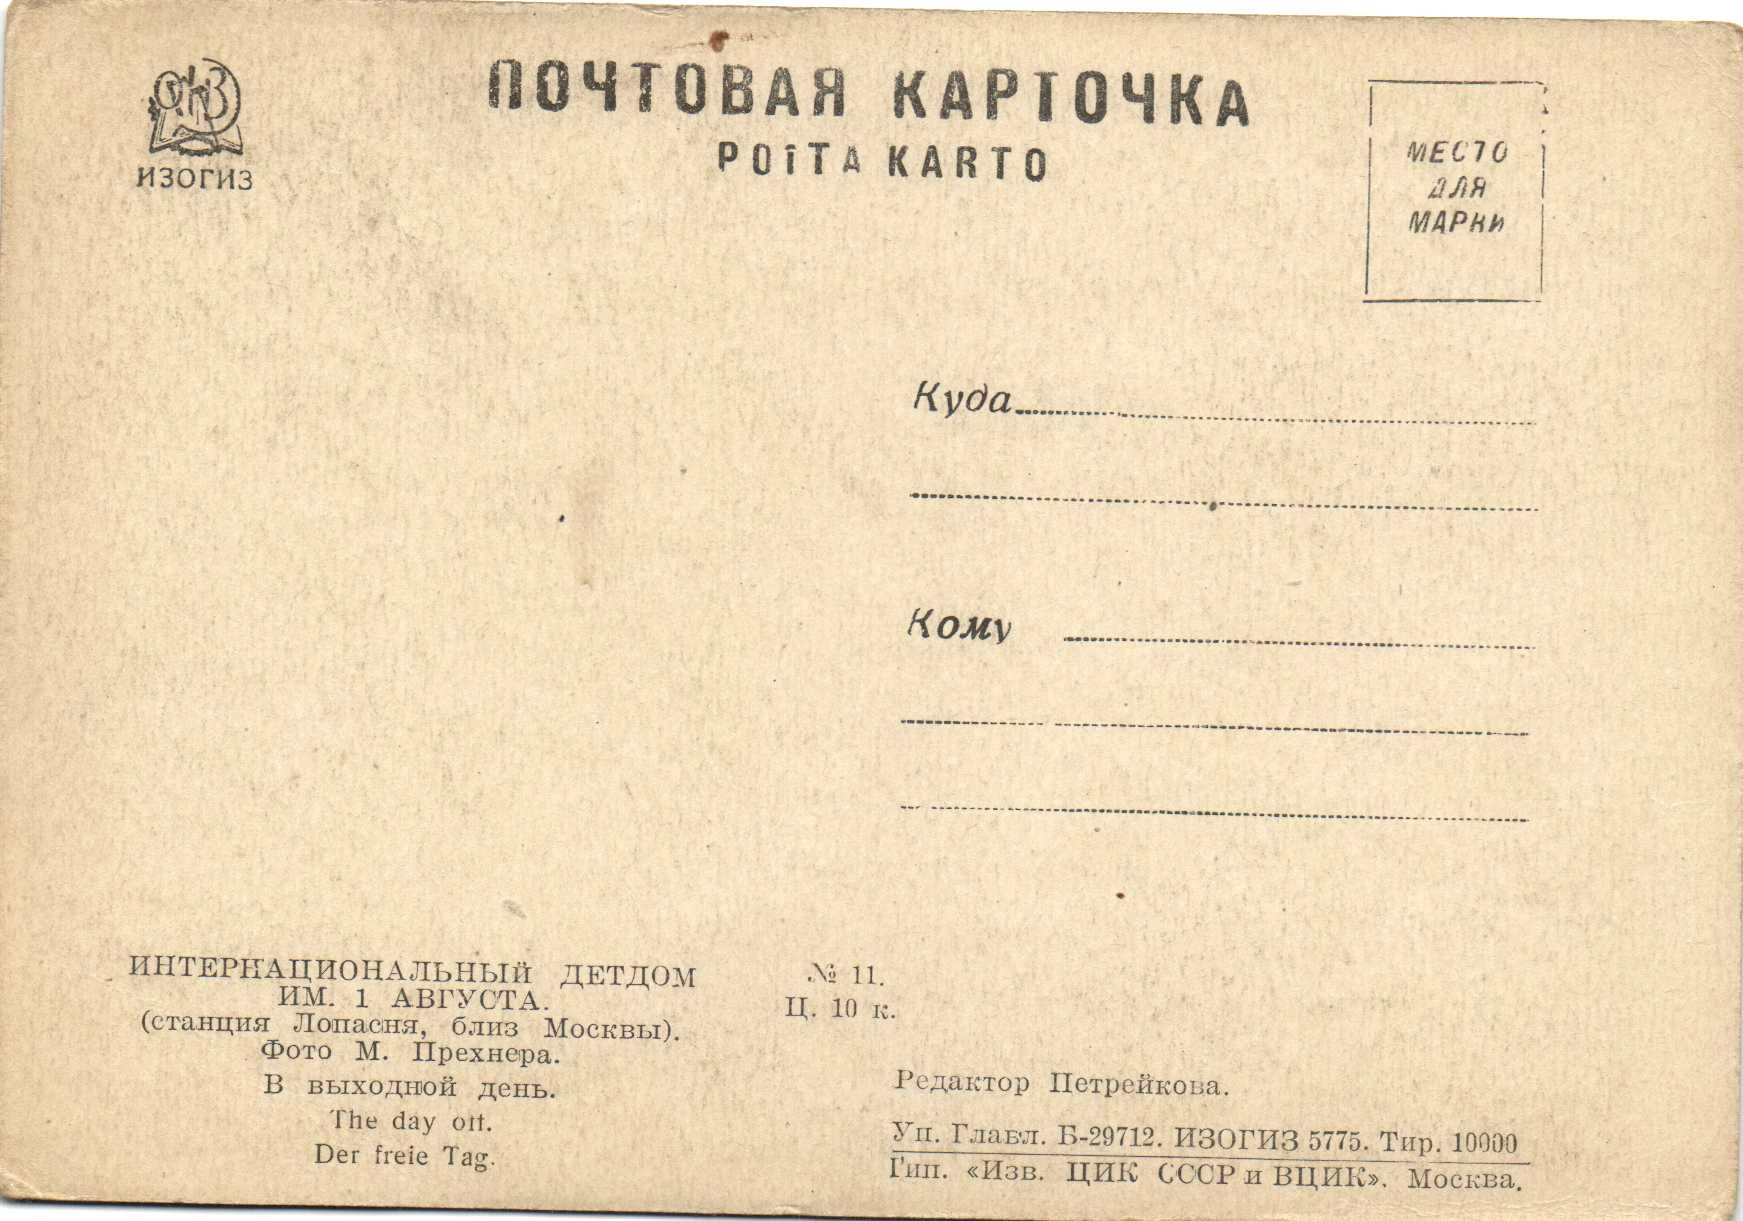 ОГИЗ
ИЗОГИЗ
ПОЧТОВАЯ КАРТОЧКА
POŜTA KARTO
МЕСТО
ДЛЯ
МАРКИ
Куда
Кому
ИНТЕРНАЦИОНАЛЬНЫЙ ДЕТДОМ
ИМ. 1 АВГУСТА.
(станция Лопасня, близ Москвы).
Фото М. Прехнера.
В выходной день.
The day off.
Der freie Tag.
№ 11.
Ц. 10 к.
Редактор Петрейкова.
Уп. Главл. Б-29712. ИЗОГИЗ 5775. Тир. 10000
Тип. «Изв. ЦИК СССР и ВЦИК». Москва.